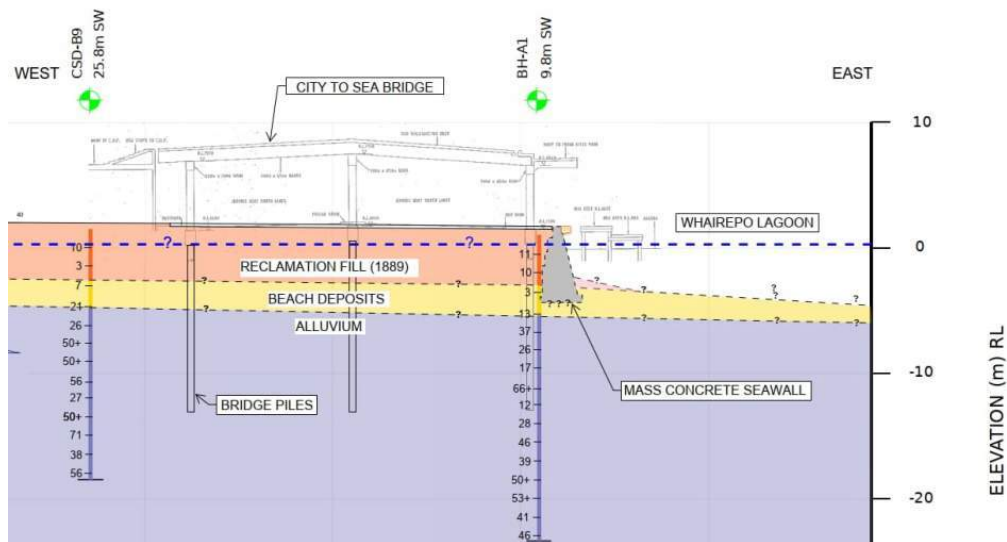 WEST
CSD-B9
25.8m SW
CITY TO SEA BRIDGE
BH-A1
9.8m SW
EAST
10
WHAIREPO LAGOON
0
ELEVATION (m) RL
-10
-20
40
?
?
RECLAMATION FILL (1889)
BEACH DEPOSITS
ALLUVIUM
BRIDGE PILES
MASS CONCRETE SEAWALL
10
3
7
24
26
50+
50+
56
27
50+
71
38
56
11
10
3
13
37
26
17
66+
12
28
46
39
50+
53+
41
46
? ? ? ?
? ? ? ? ? ? ? ? ? ? ?